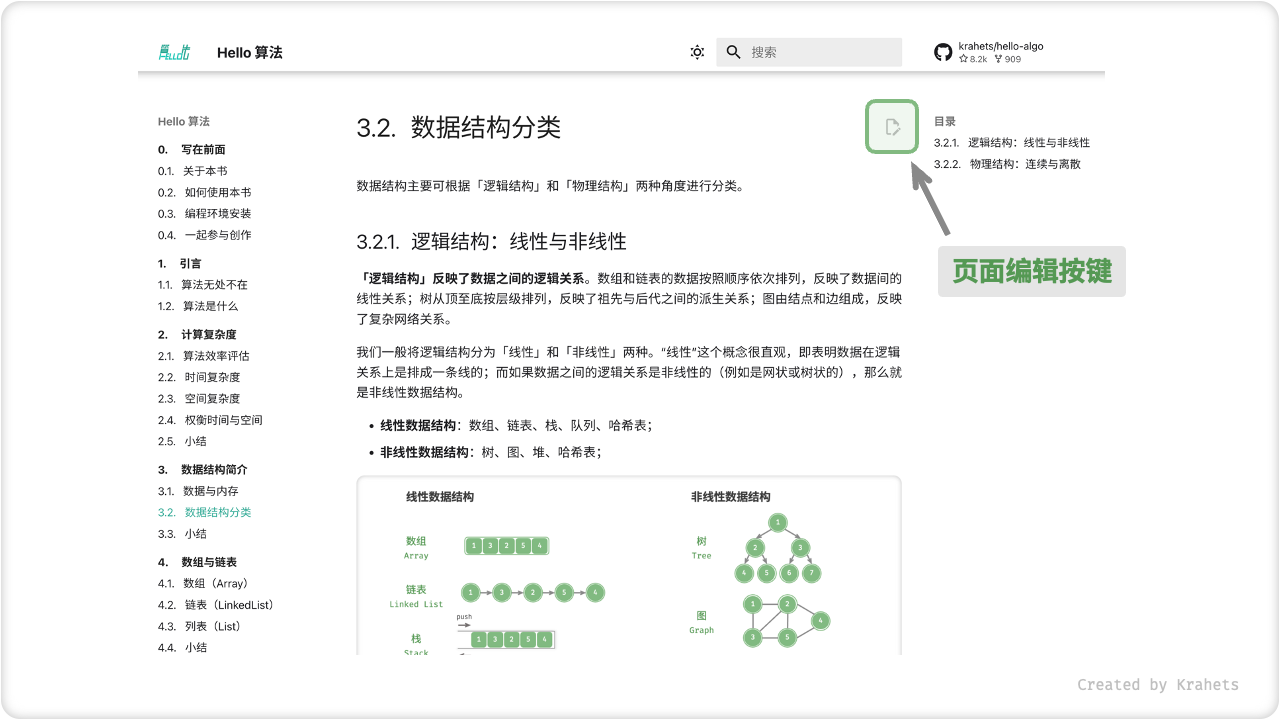 Hello 算法
搜索
krahets/hello-algo
8.2k 909
Hello 算法
0. 写在前面
0.1. 关于本书
0.2. 如何使用本书
0.3. 编程环境安装
0.4. 一起参与创作
1. 引言
1.1. 算法无处不在
1.2. 算法是什么
2. 计算复杂度
2.1. 算法效率评估
2.2. 时间复杂度
2.3. 空间复杂度
2.4. 权衡时间与空间
2.5. 小结
3. 数据结构简介
3.1. 数据与内存
3.2. 数据结构分类
3.3. 小结
4. 数组与链表
4.1. 数组（Array）
4.2. 链表（LinkedList）
4.3. 列表（List）
4.4. 小结
3.2. 数据结构分类
数据结构主要可根据「逻辑结构」和「物理结构」两种角度进行分类。
3.2.1. 逻辑结构：线性与非线性
「逻辑结构」反映了数据之间的逻辑关系。数组和链表的数据按照顺序依次排列，反映了数据间的
线性关系；树从顶至底按层级排列，反映了祖先与后代之间的派生关系；图由结点和边组成，反映
了复杂网络关系。
我们一般将逻辑结构分为「线性」和「非线性」两种。“线性”这个概念很直观，即表明数据在逻辑
关系上是排成一条线的；而如果数据之间的逻辑关系是非线性的（例如是网状或树状的），那么就
是非线性数据结构。
• 线性数据结构：数组、链表、栈、队列、哈希表；
• 非线性数据结构：树、图、堆、哈希表；
线性数据结构
数组
Array
1 3 2 5 4
链表
Linked List
1 3 2 5 4
push
栈
Stack
1 3 2 5 4
非线性数据结构
树
Tree
1
2 3
4 5 6 7
图
Graph
1 2
4
3 5
目录
3.2.1. 逻辑结构：线性与非线性
3.2.2. 物理结构：连续与离散
页面编辑按键
Created by Krahets